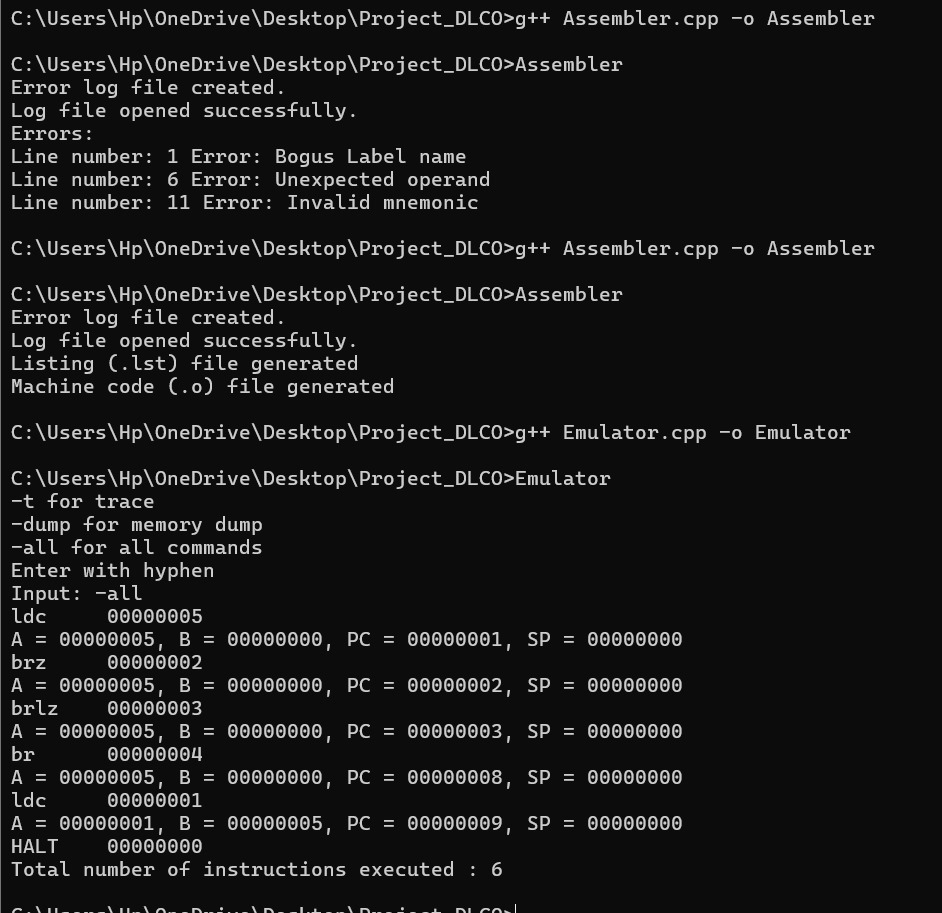 C:\Users\Hp\OneDrive\Desktop\Project_DLCO>g++ Assembler.cpp -o Assembler
C:\Users\Hp\OneDrive\Desktop\Project_DLCO>Assembler
Error log file created.
Log file opened successfully.
Errors:
Line number: 1 Error: Bogus Label name
Line number: 6 Error: Unexpected operand
Line number: 11 Error: Invalid mnemonic
C:\Users\Hp\OneDrive\Desktop\Project_DLCO>g++ Assembler.cpp -o Assembler
C:\Users\Hp\OneDrive\Desktop\Project_DLCO>Assembler
Error log file created.
Log file opened successfully.
Listing (.lst) file generated
Machine code (.o) file generated
C:\Users\Hp\OneDrive\Desktop\Project_DLCO>g++ Emulator.cpp -o Emulator
C:\Users\Hp\OneDrive\Desktop\Project_DLCO>Emulator
-t for trace
-dump for memory dump
-all for all commands
Enter with hyphen
Input: -all
ldc     00000005
A = 00000005, B = 00000000, PC = 00000001, SP = 00000000
brz     00000002
A = 00000005, B = 00000000, PC = 00000002, SP = 00000000
brlz    00000003
A = 00000005, B = 00000000, PC = 00000003, SP = 00000000
br      00000004
A = 00000005, B = 00000000, PC = 00000008, SP = 00000000
ldc     00000001
A = 00000001, B = 00000005, PC = 00000009, SP = 00000000
HALT    00000000
Total number of instructions executed : 6
C:\Users\Hp\OneDrive\Desktop\Project_DLCO>